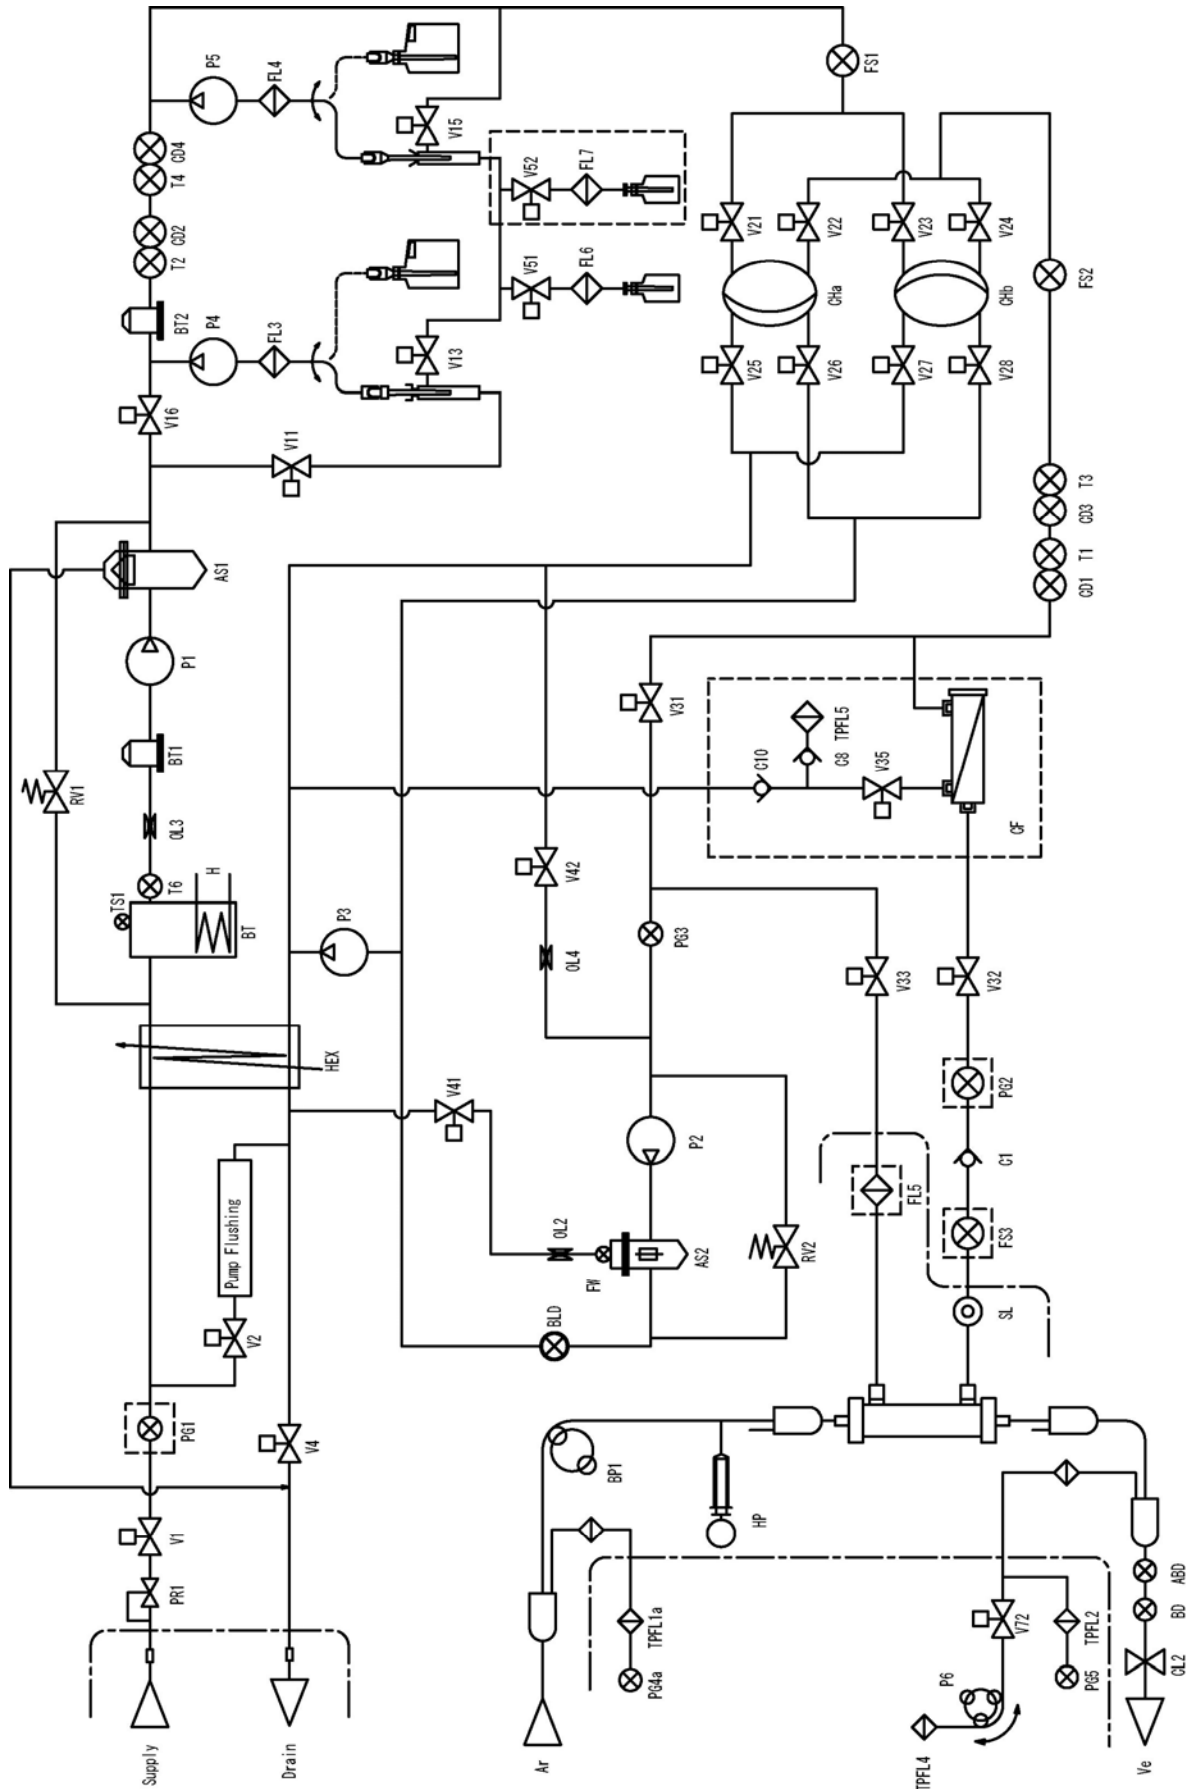 P5
FL4
FS1
V15
CD4
T4
V52
FL7
CD2
T2
V21
V22
V23
V24
BT2
P4
FL3
V51
FL6
CHa
CHb
FS2
V13
V16
V25
V26
V27
V28
V11
T3
CD3
AS1
T1
CD1
P1
V31
BT1
C10
TPFL5
C8
V35
RV1
OL3
CF
V42
TS1
T6
H
BT
P3
OL4
PG3
V33
V32
HEX
V41
PG2
P2
C1
Pump Flushing
FL5
OL2
FW
AS2
RV2
FS3
V2
BLD
SL
PG1
V4
BP1
V1
HP
PR1
ABD
BD
TPFL1a
V72
TPFL2
PG4a
P6
PG5
CL2
Supply
Drain
Ar
TPFL4
Ve